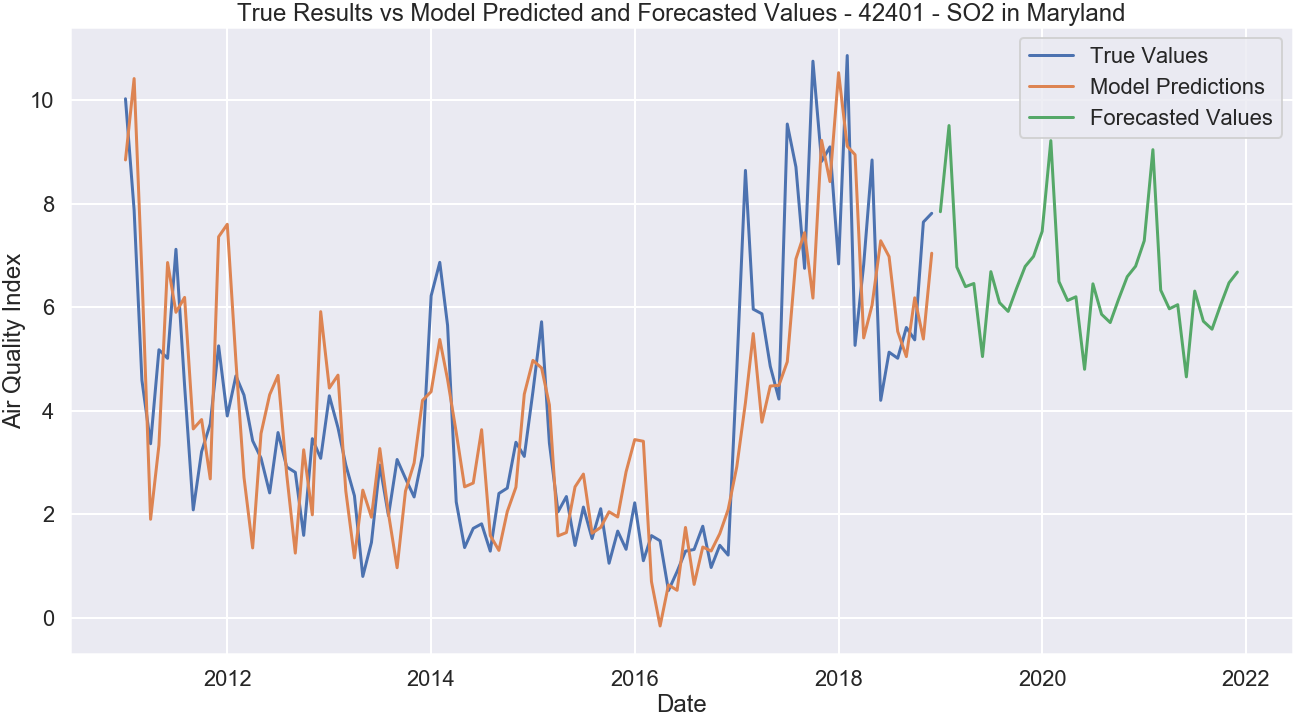 True Results vs Model Predicted and Forecasted Values - 42401 - SO2 in Maryland
True Values
Model Predictions
Forecasted Values
Air Quality Index
10
8
6
4
2
0
2012
2014
2016
2018
2020
2022
Date